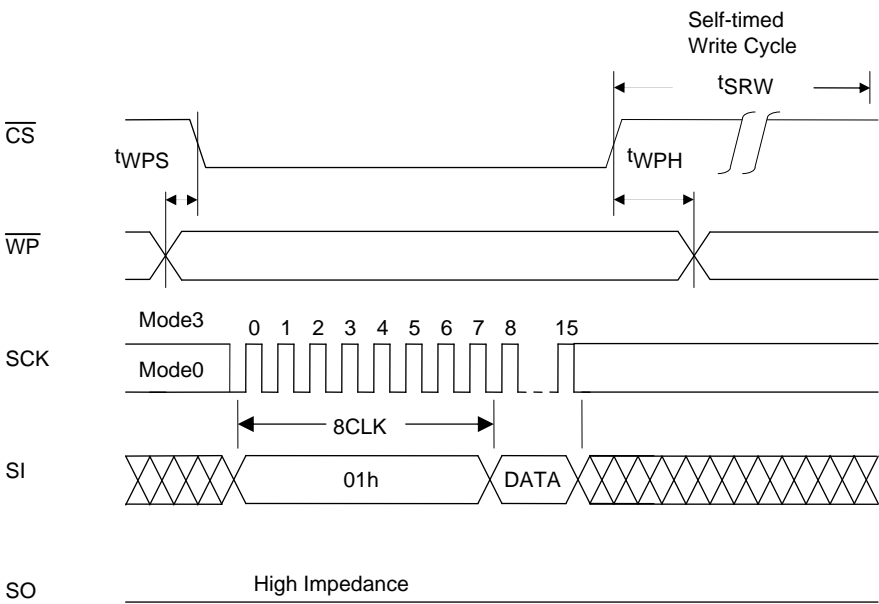 Self-timed
Write Cycle
tSRW
CS
tWPS
tWPH
WP
Mode3
0 1 2 3 4 5 6 7 8 15
SCK
Mode0
8CLK
SI
01h
DATA
High Impedance
SO